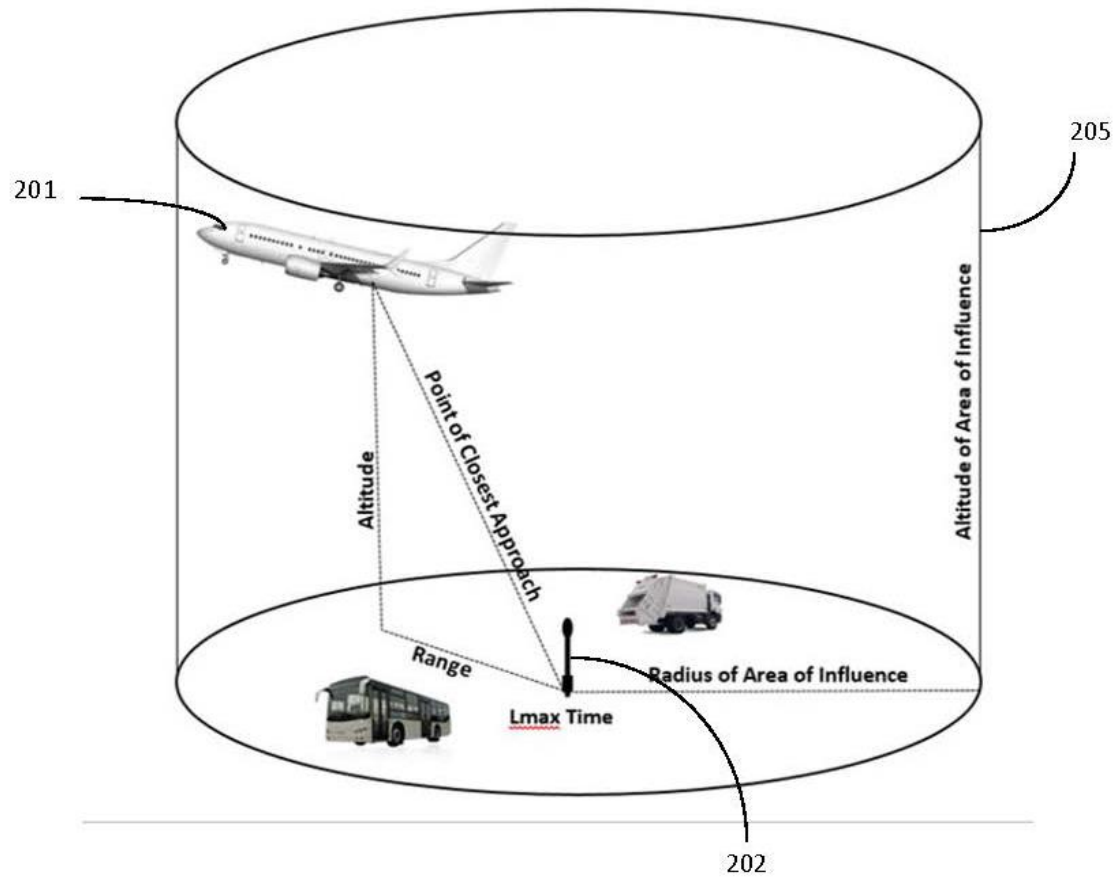 205
201
Altitude of Area of Influence
Point of Closest Approach
Altitude
Range
Radius of Area of Influence
Lmax Time
202